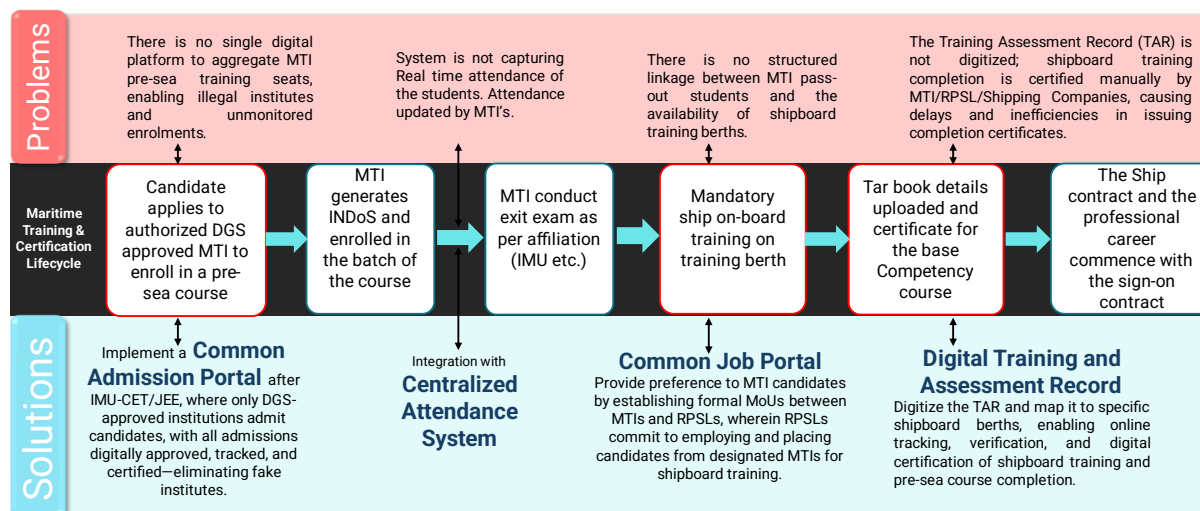 Problems
There is no single digital
platform to aggregate MTI
pre-sea training seats,
enabling illegal institutes
and unmonitored
enrolments.
System is not capturing
Real time attendance of
the students. Attendance
updated by MTI's.
There is no structured
linkage between MTI pass-
out students and the
availability of shipboard
training berths.
The Training Assessment Record (TAR) is
not digitized; shipboard training
completion is certified manually by
MTI/RPSL/Shipping Companies, causing
delays and inefficiencies in issuing
completion certificates.
Maritime
Training &
Certification
Lifecycle
Candidate
applies to
authorized DGS
approved MTI to
enroll in a pre-
sea course
MTI
generates
INDoS and
enrolled in
the batch of
the course
MTI conduct
exit exam as
per affiliation
(IMU etc.)
Mandatory
ship on-board
training on
training berth
Tar book details
uploaded and
certificate for
the base
Competency
course
The Ship
contract and the
professional
career
commence with
the sign-on
contract
Solutions
Implement a Common
Admission Portal after
IMU-CET/JEE, where only DGS-
approved institutions admit
candidates, with all admissions
digitally approved, tracked, and
certified—eliminating fake
institutes.
Integration with
Centralized
Attendance
System
Common Job Portal
Provide preference to MTI candidates
by establishing formal MoUs between
MTIs and RPSLs, wherein RPSLs
commit to employing and placing
candidates from designated MTIs for
shipboard training.
Digital Training and
Assessment Record
Digitize the TAR and map it to specific
shipboard berths, enabling online
tracking, verification, and digital
certification of shipboard training and
pre-sea course completion.